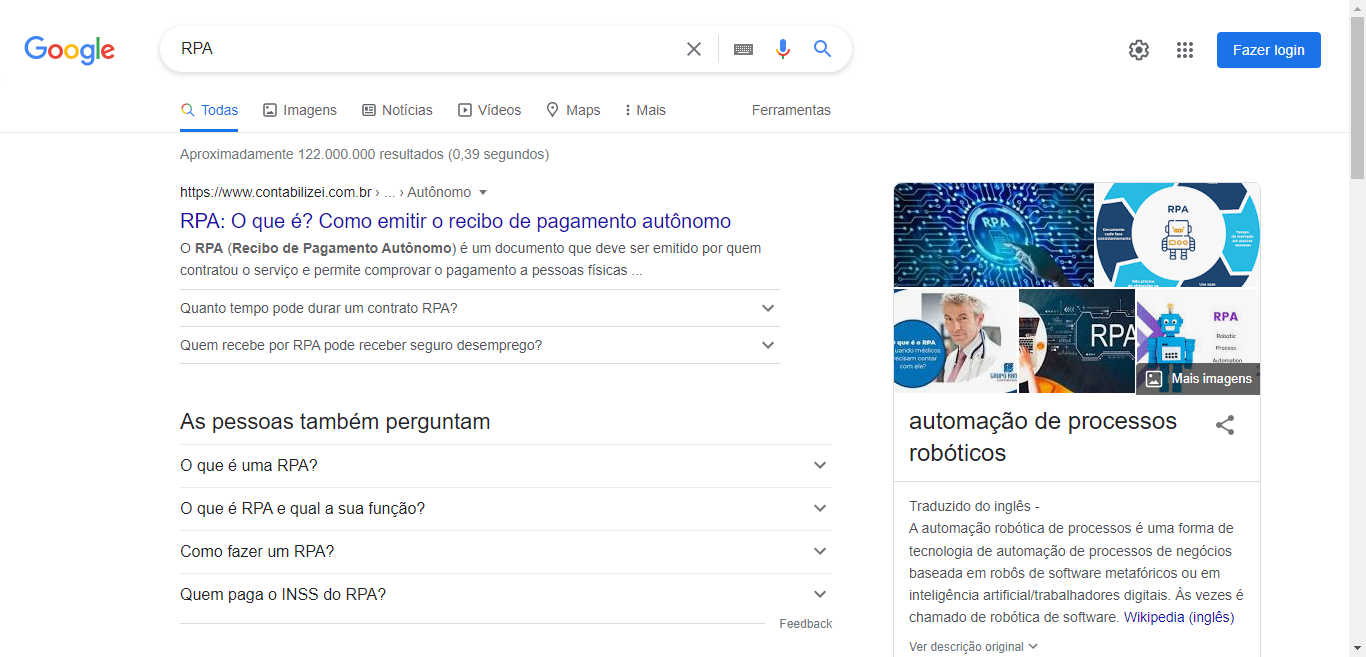 Google
RPA
Fazer login
Todas
Imagens
Notícias
Vídeos
Maps
Mais
Ferramentas
Aproximadamente 122.000.000 resultados (0,39 segundos)
https://www.contabilizei.com.br › ... › Autônomo
RPA: O que é? Como emitir o recibo de pagamento autônomo
O RPA (Recibo de Pagamento Autônomo) é um documento que deve ser emitido por quem
contratou o serviço e permite comprovar o pagamento a pessoas físicas ...
Quanto tempo pode durar um contrato RPA?
Quem recebe por RPA pode receber seguro desemprego?
As pessoas também perguntam
O que é uma RPA?
O que é RPA e qual a sua função?
Como fazer um RPA?
Quem paga o INSS do RPA?
Feedback
RPA
RPA
que é o RPA
uando médicos
recisam contar
com ele?
RPA
RPA
Robotic
Process
Automation
Mais imagens
automação de processos
robóticos
Traduzido do inglês -
A automação robótica de processos é uma forma de
tecnologia de automação de processos de negócios
baseada em robôs de software metafóricos ou em
inteligência artificial/trabalhadores digitais. Às vezes é
chamado de robótica de software. Wikipedia (inglês)
Ver descrição original